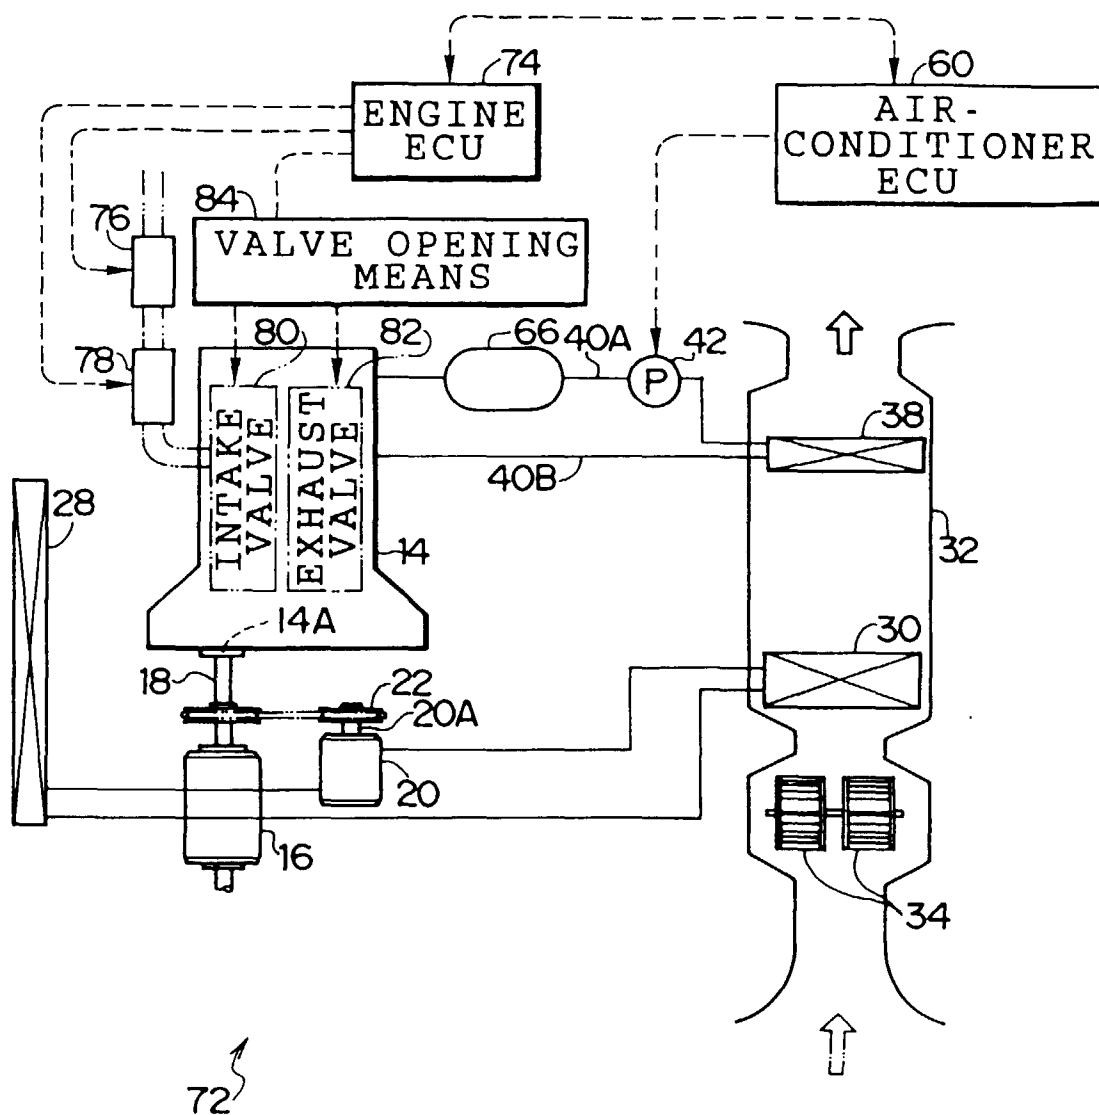 74
60
ENGINE
ECU
AIR-
CONDITIONER
ECU
84
76
VALVE OPENING
MEANS
78
80
82
66
40A
42
P
38
INTAKE
VALVE
EXHAUST
VALVE
40B
28
14
32
14A
30
18
22
20A
20
16
34
72